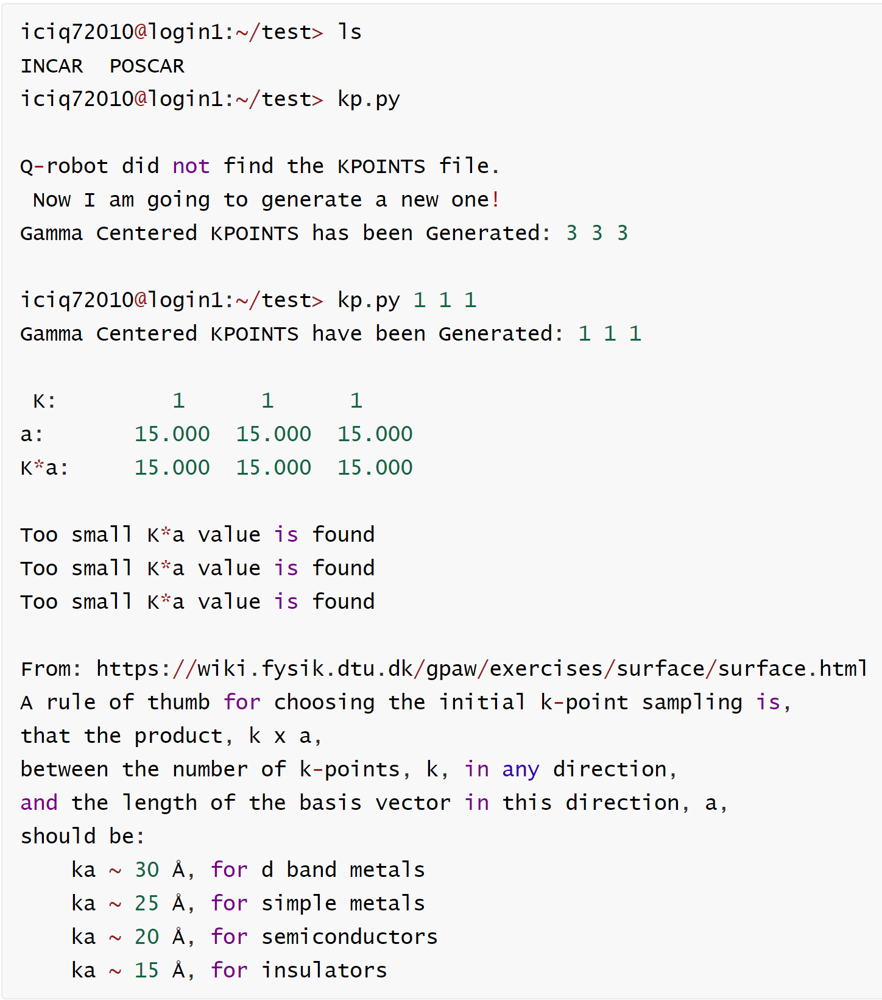 iciq72010@login1:~/test> ls
INCAR  POSCAR
iciq72010@login1:~/test> kp.py
Q-robot did not find the KPOINTS file.
Now I am going to generate a new one!
Gamma Centered KPOINTS has been Generated: 3 3 3
iciq72010@login1:~/test> kp.py 1 1 1
Gamma Centered KPOINTS have been Generated: 1 1 1
K:         1      1      1
a:       15.000  15.000  15.000
K*a:     15.000  15.000  15.000
Too small K*a value is found
Too small K*a value is found
Too small K*a value is found
From: https://wiki.fysik.dtu.dk/gpaw/exercises/surface/surface.html
A rule of thumb for choosing the initial k-point sampling is,
that the product, k x a,
between the number of k-points, k, in any direction,
and the length of the basis vector in this direction, a,
should be:
ka ~ 30 Å, for d band metals
ka ~ 25 Å, for simple metals
ka ~ 20 Å, for semiconductors
ka ~ 15 Å, for insulators